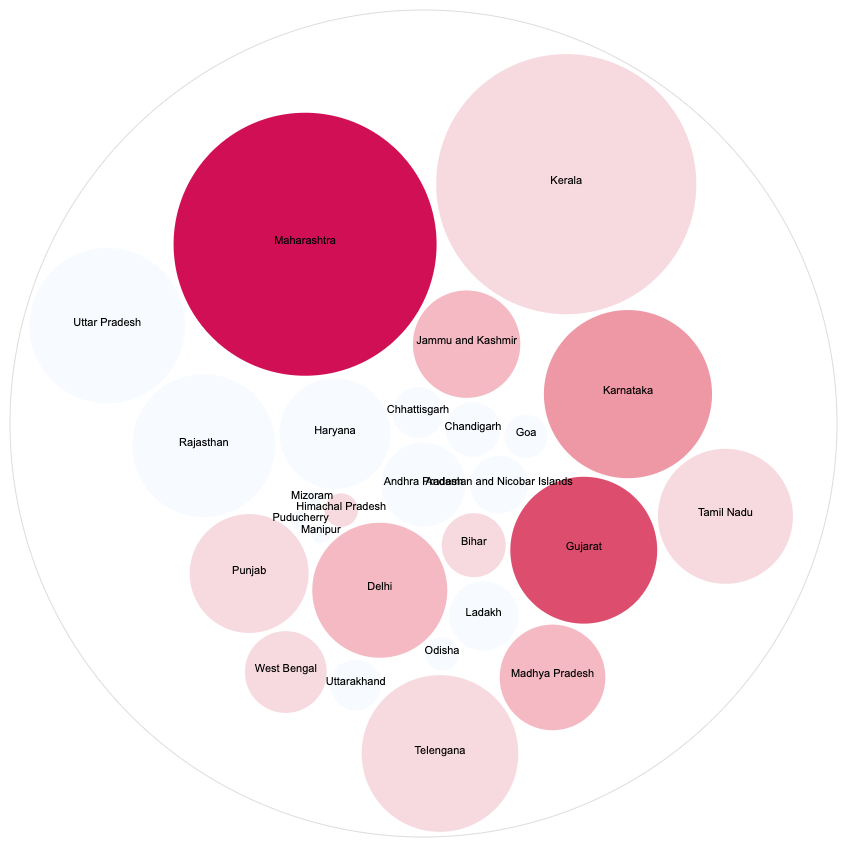 Kerala
Maharashtra
Uttar Pradesh
Jammu and Kashmir
Karnataka
Chhattisgarh
Chandigarh
Goa
Haryana
Rajasthan
Andhra Pradesh
Andaman and Nicobar Islands
Mizoram
Himachal Pradesh
Puducherry
Manipur
Tamil Nadu
Bihar
Gujarat
Punjab
Delhi
Ladakh
Odisha
West Bengal
Uttarakhand
Madhya Pradesh
Telengana